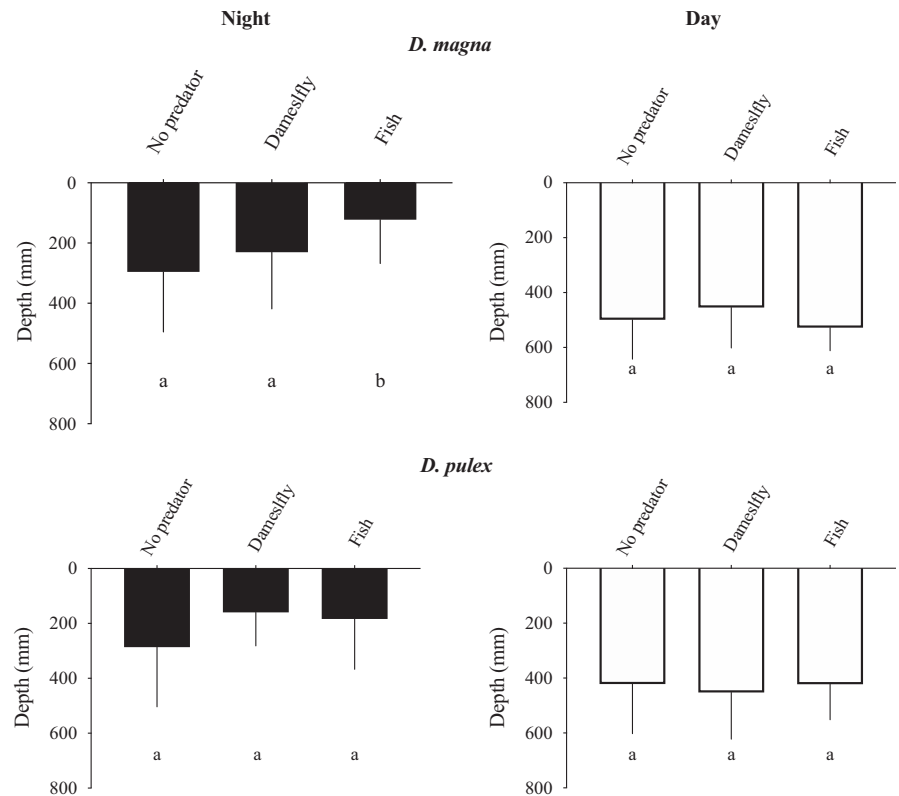 Night Day
D. magna
No predator Dameslfly Fish
No predator Dameslfly Fish
Depth (mm)
0
200
400
600
800
a a b
Depth (mm)
0
200
400
600
800
a a a
D. pulex
No predator Dameslfly Fish
No predator Dameslfly Fish
Depth (mm)
0
200
400
600
800
a a a
Depth (mm)
0
200
400
600
800
a a a